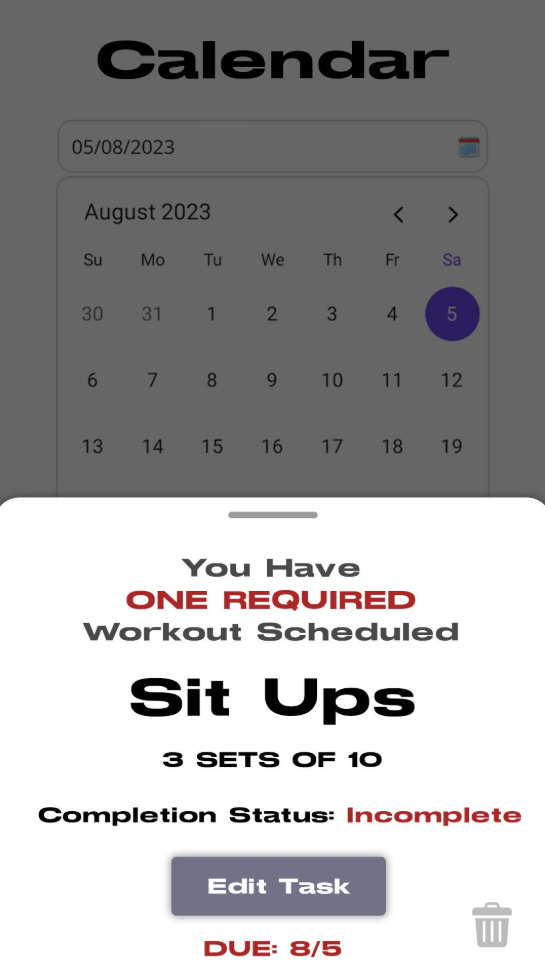 Calendar
05/08/2023
August 2023
Su Mo Tu We Th Fr Sa
30 31 1 2 3 4 5
6 7 8 9 10 11 12
13 14 15 16 17 18 19
You Have
ONE REQUIRED
Workout Scheduled
Sit Ups
3 SETS OF 10
Completion Status: Incomplete
Edit Task
DUE: 8/5